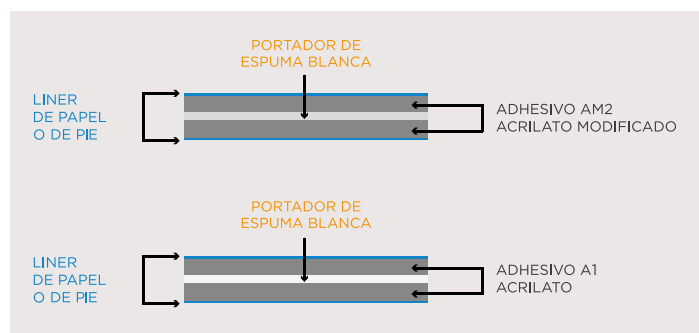 PORTADOR DE
ESPUMA BLANCA
LINER
DE PAPEL
O DE PIE
ADHESIVO AM2
ACRILATO MODIFICADO
PORTADOR DE
ESPUMA BLANCA
LINER
DE PAPEL
O DE PIE
ADHESIVO A1
ACRILATO